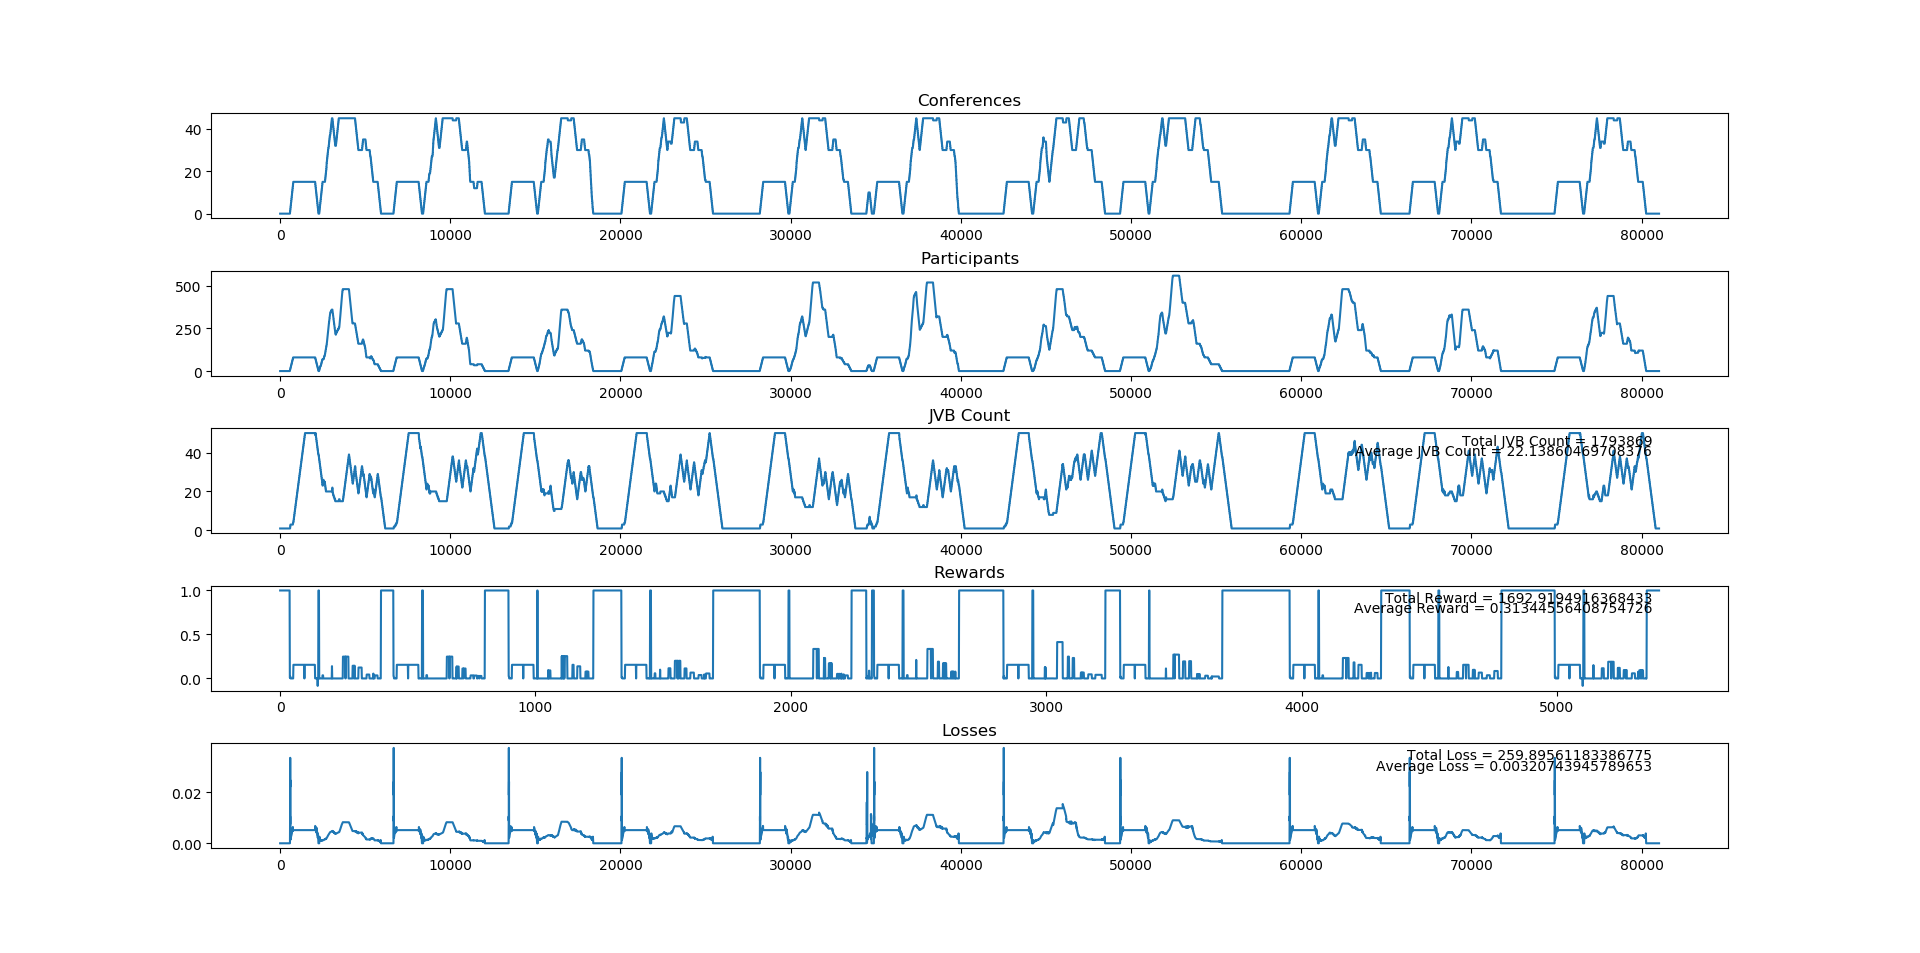 Conferences
40
20
0
0 10000 20000 30000 40000 50000 60000 70000 80000
Participants
500
250
0
0 10000 20000 30000 40000 50000 60000 70000 80000
JVB Count
Total JVB Count = 1793869
Average JVB Count = 22.13860469708376
40
20
0
0 10000 20000 30000 40000 50000 60000 70000 80000
Rewards
1.0
Total Reward = 1692.9194916368433
Average Reward = 0.31344556408754726
0.5
0.0
0 1000 2000 3000 4000 5000
Losses
Total Loss = 259.89561183386775
Average Loss = 0.00320743945789653
0.02
0.00
0 10000 20000 30000 40000 50000 60000 70000 80000